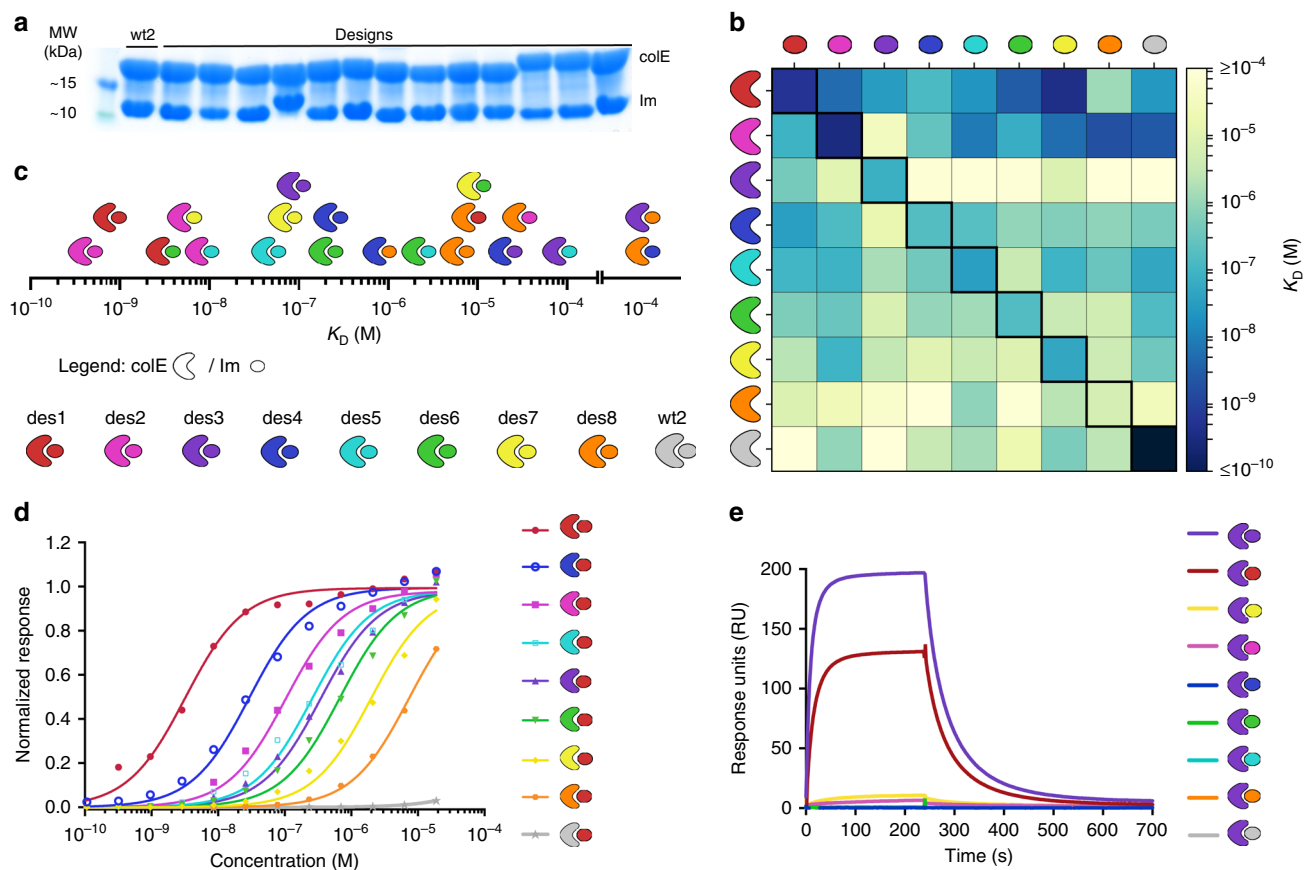 a
MW
(kDa)
wt2
Designs
colE
~15
Im
~10
b
≥10⁻⁴
10⁻⁵
10⁻⁶
10⁻⁷
10⁻⁸
10⁻⁹
≤10⁻¹⁰
K_D (M)
c
10⁻¹⁰ 10⁻⁹ 10⁻⁸ 10⁻⁷ 10⁻⁶ 10⁻⁵ 10⁻⁴ 10⁻⁴
K_D (M)
Legend: colE / Im
des1 des2 des3 des4 des5 des6 des7 des8 wt2
d
Normalized response
1.2
1.0
0.8
0.6
0.4
0.2
0.0
10⁻¹⁰ 10⁻⁹ 10⁻⁸ 10⁻⁷ 10⁻⁶ 10⁻⁵ 10⁻⁴
Concentration (M)
e
Response units (RU)
200
150
100
50
0
0 100 200 300 400 500 600 700
Time (s)